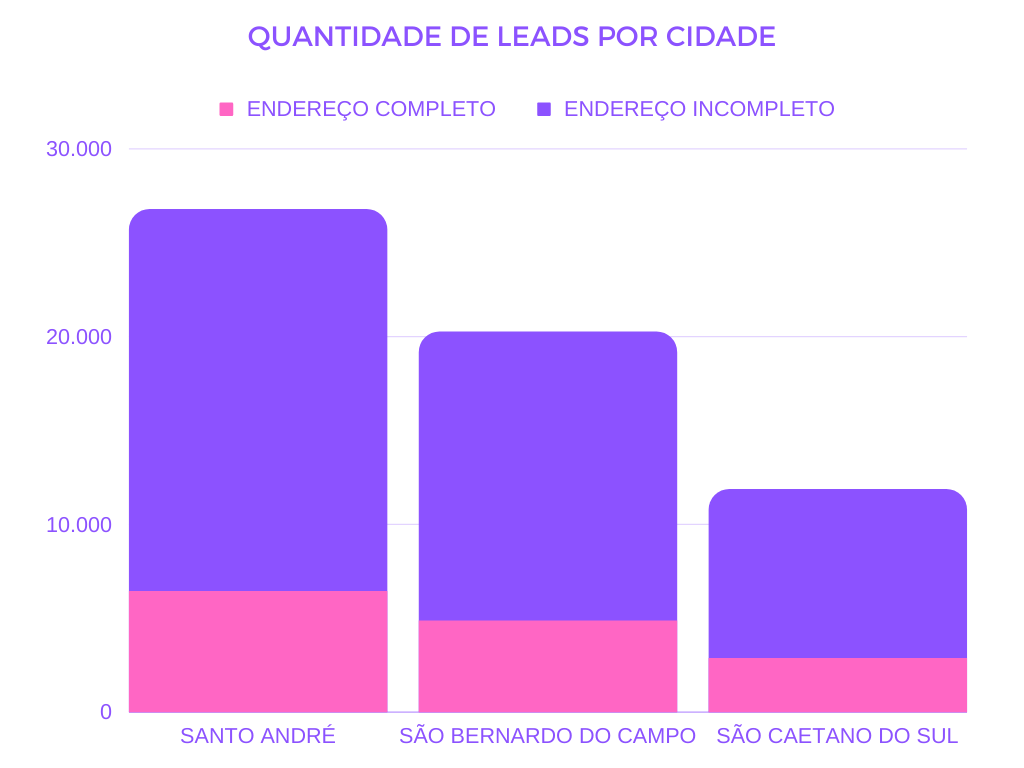 QUANTIDADE DE LEADS POR CIDADE
ENDEREÇO COMPLETO ENDEREÇO INCOMPLETO
30.000
20.000
10.000
0
SANTO ANDRÉ SÃO BERNARDO DO CAMPO SÃO CAETANO DO SUL